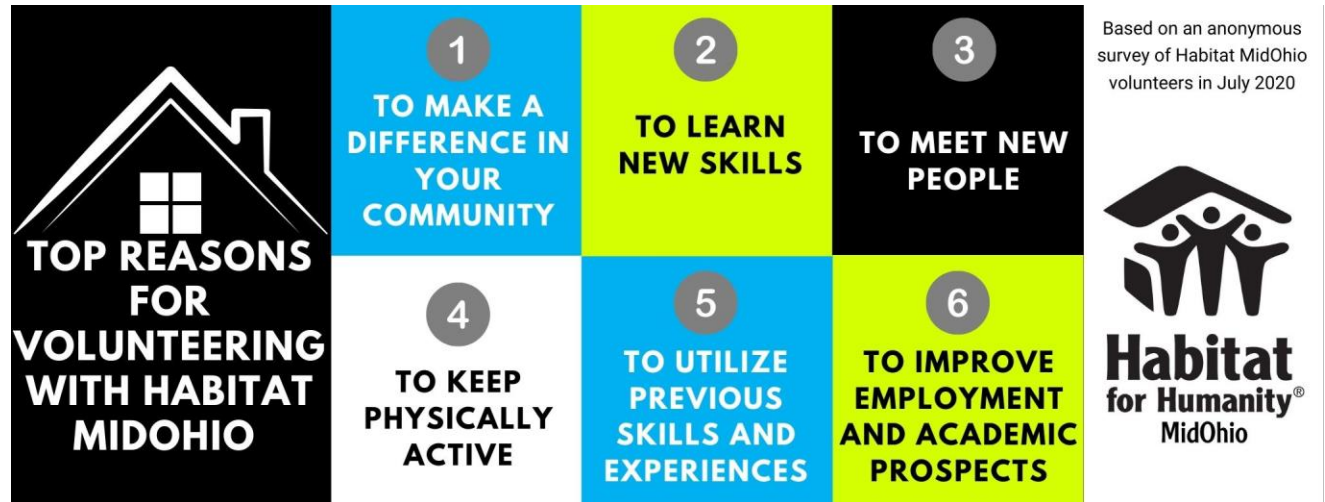 TOP REASONS
FOR
VOLUNTEERING
WITH HABITAT
MIDOHIO
1
TO MAKE A
DIFFERENCE IN
YOUR
COMMUNITY
2
TO LEARN
NEW SKILLS
3
TO MEET NEW
PEOPLE
4
TO KEEP
PHYSICALLY
ACTIVE
5
TO UTILIZE
PREVIOUS
SKILLS AND
EXPERIENCES
6
TO IMPROVE
EMPLOYMENT
AND ACADEMIC
PROSPECTS
Based on an anonymous
survey of Habitat MidOhio
volunteers in July 2020
Habitat
for Humanity®
MidOhio